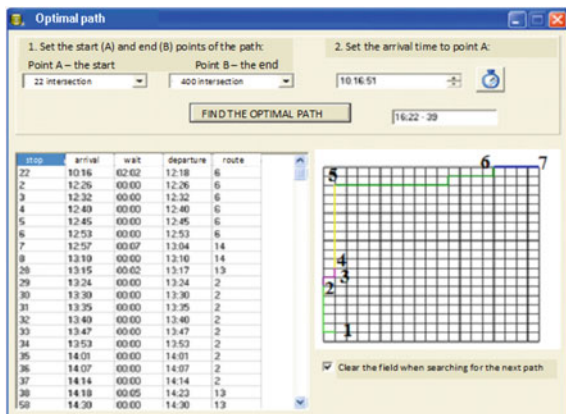 Optimal path
1. Set the start (A) and end (B) points of the path:
Point A – the start Point B – the end
22 intersection 400 intersection
FIND THE OPTIMAL PATH
2. Set the arrival time to point A:
10:16:51
16:22 - 39
stop arrival wait departure route
22 10:16 02:02 12:18 6
2 12:26 00:00 12:26 6
3 12:32 00:00 12:32 6
4 12:40 00:00 12:40 6
5 12:45 00:00 12:45 6
6 12:53 00:00 12:53 6
7 12:57 00:07 13:04 14
8 13:10 00:00 13:10 14
28 13:15 00:02 13:17 13
29 13:24 00:00 13:24 2
30 13:30 00:00 13:30 2
31 13:35 00:00 13:35 2
32 13:40 00:00 13:40 2
33 13:47 00:00 13:47 2
34 13:53 00:00 13:53 2
35 14:01 00:00 14:01 2
36 14:07 00:00 14:07 2
37 14:14 00:00 14:14 2
38 14:18 00:05 14:23 13
58 14:30 00:00 14:30 13
5 6 7
4
3
2
1
Clear the field when searching for the next path